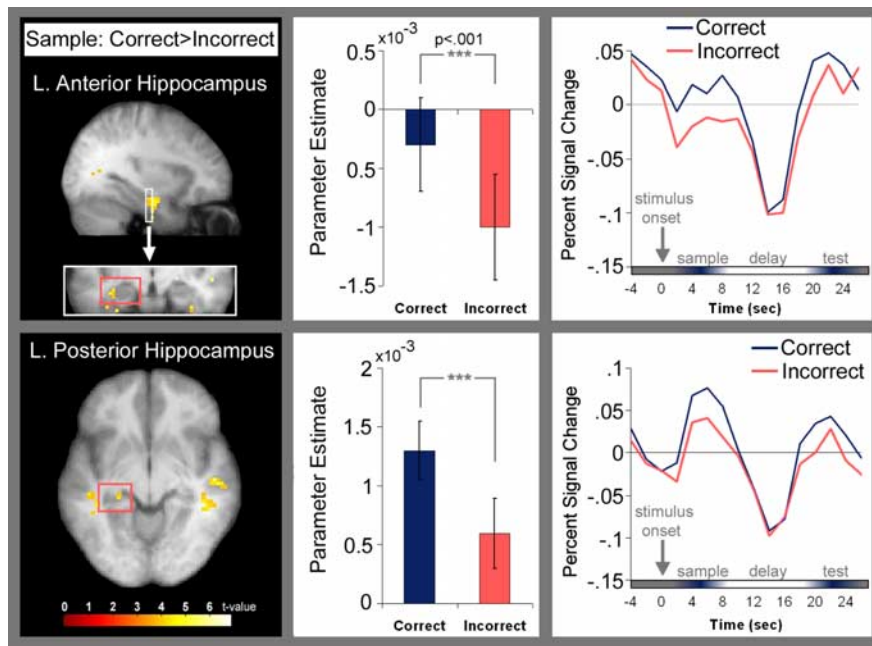 Sample: Correct>Incorrect
L. Anterior Hippocampus
x10-3
p<.001
***
0
0.5
-1
-1.5
Parameter Estimate
Correct Incorrect
Correct
Incorrect
.05
0
-.05
-.1
-.15
Percent Signal Change
stimulus
onset
sample delay test
-4 0 4 8 12 16 20 24
Time (sec)
L. Posterior Hippocampus
0 1 2 3 4 5 6 t-value
x10-3
***
2
1.5
1
0.5
0
Parameter Estimate
Correct Incorrect
Correct
Incorrect
.1
.05
0
-.05
-.1
-.15
Percent Signal Change
stimulus
onset
sample delay test
-4 0 4 8 12 16 20 24
Time (sec)